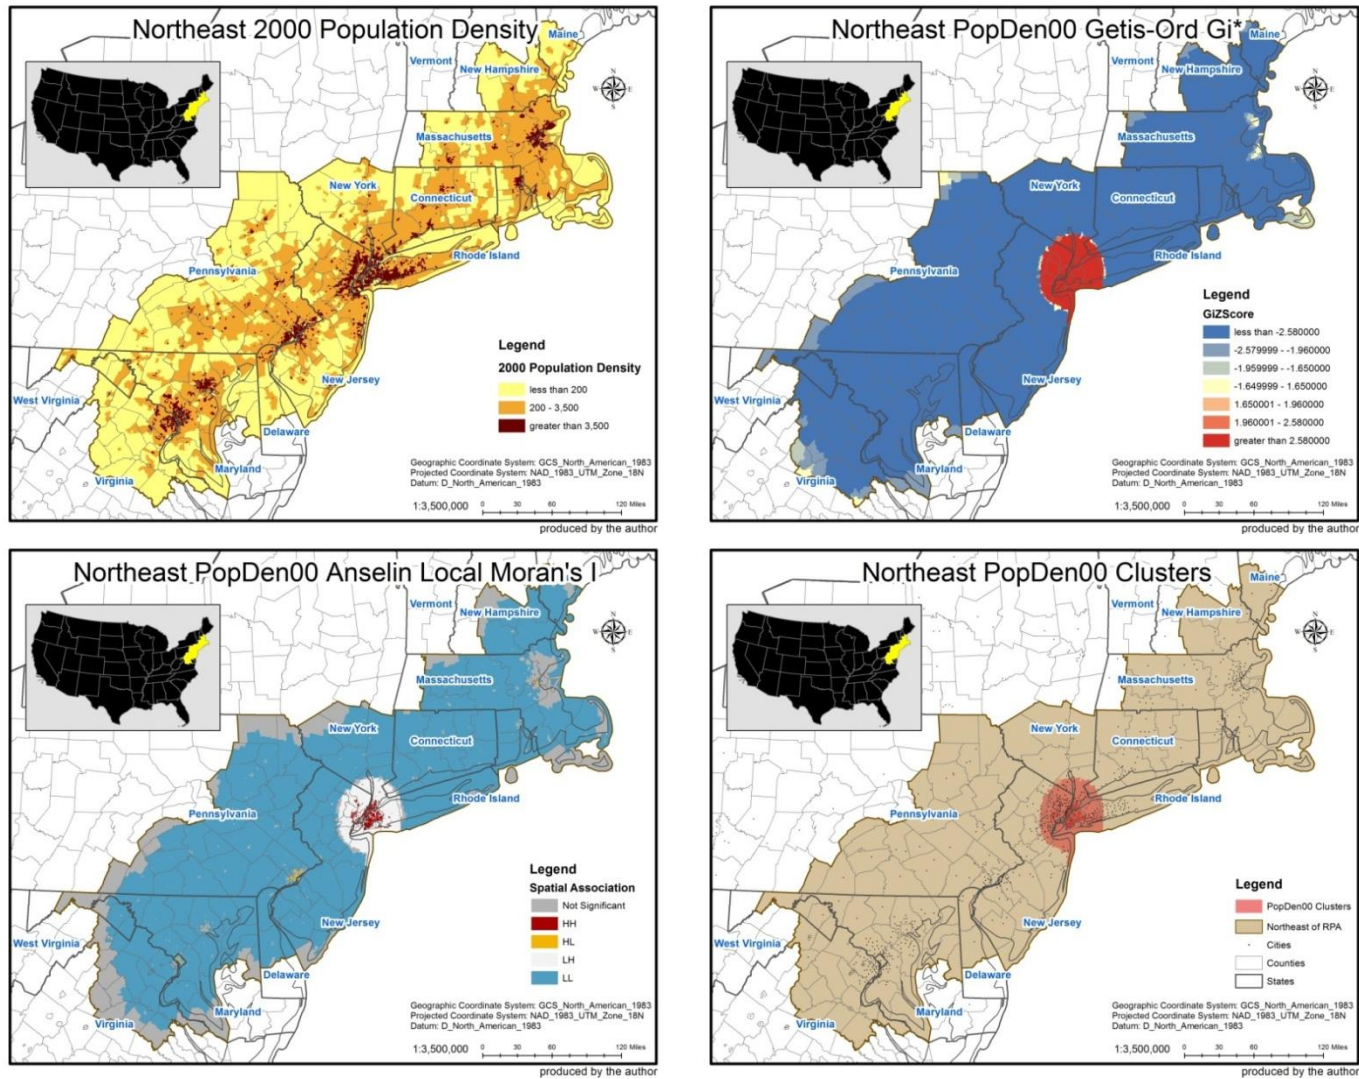 Northeast 2000 Population Density
Maine
Vermont
New Hampshire
N
W E
S
Massachusetts
New York
Connecticut
Rhode Island
Pennsylvania
Legend
2000 Population Density
less than 200
200 - 3,500
greater than 3,500
New Jersey
West Virginia
Delaware
Maryland
Virginia
Geographic Coordinate System: GCS_North_American_1983
Projected Coordinate System: NAD_1983_UTM_Zone_18N
Datum: D_North_American_1983
1:3,500,000
0 30 60 120 Miles
produced by the author
Northeast PopDen00 Getis-Ord Gi*
Maine
Vermont
New Hampshire
N
W E
S
Massachusetts
New York
Connecticut
Rhode Island
Pennsylvania
Legend
GiZScore
less than -2.580000
-2.579999 - -1.960000
-1.959999 - -1.650000
-1.649999 - 1.650000
1.650001 - 1.960000
1.960001 - 2.580000
greater than 2.580000
New Jersey
West Virginia
Delaware
Maryland
Virginia
Geographic Coordinate System: GCS_North_American_1983
Projected Coordinate System: NAD_1983_UTM_Zone_18N
Datum: D_North_American_1983
1:3,500,000
0 30 60 120 Miles
produced by the author
Northeast PopDen00 Anselin Local Moran's I
Vermont
New Hampshire
N
W E
S
Massachusetts
New York
Connecticut
Rhode Island
Pennsylvania
Legend
Spatial Association
Not Significant
HH
HL
LH
LL
New Jersey
West Virginia
Delaware
Maryland
Virginia
Geographic Coordinate System: GCS_North_American_1983
Projected Coordinate System: NAD_1983_UTM_Zone_18N
Datum: D_North_American_1983
1:3,500,000
0 30 60 120 Miles
produced by the author
Northeast PopDen00 Clusters
Maine
Vermont
New Hampshire
N
W E
S
Massachusetts
New York
Connecticut
Rhode Island
Pennsylvania
Legend
PopDen00 Clusters
Northeast of RPA
Cities
Counties
States
New Jersey
West Virginia
Delaware
Maryland
Virginia
Geographic Coordinate System: GCS_North_American_1983
Projected Coordinate System: NAD_1983_UTM_Zone_18N
Datum: D_North_American_1983
1:3,500,000
0 30 60 120 Miles
produced by the author